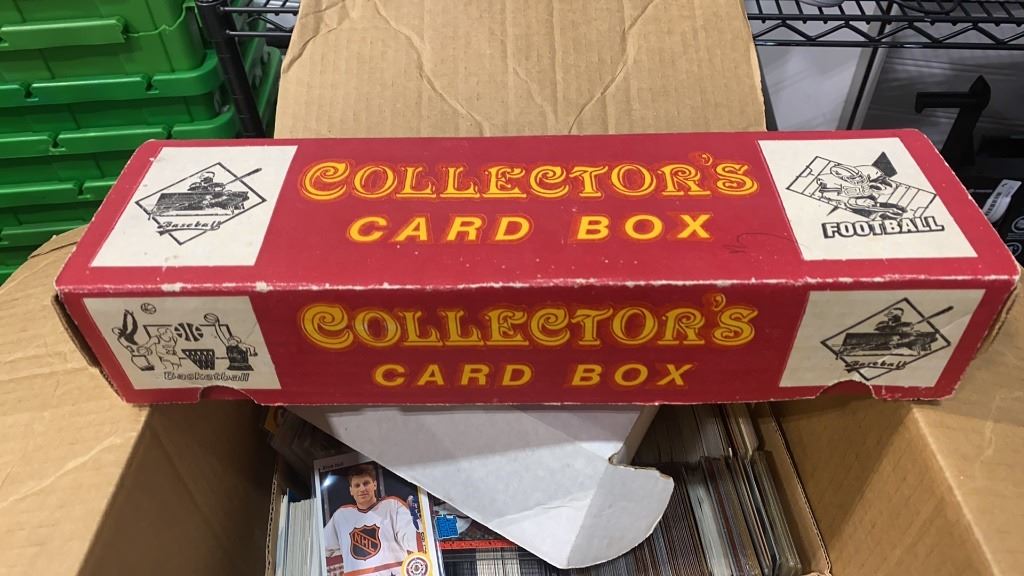 COLLECTOR'S
CARD BOX
Baseball
FOOTBALL
COLLECTOR'S
CARD BOX
Basketball
Baseball
NHL